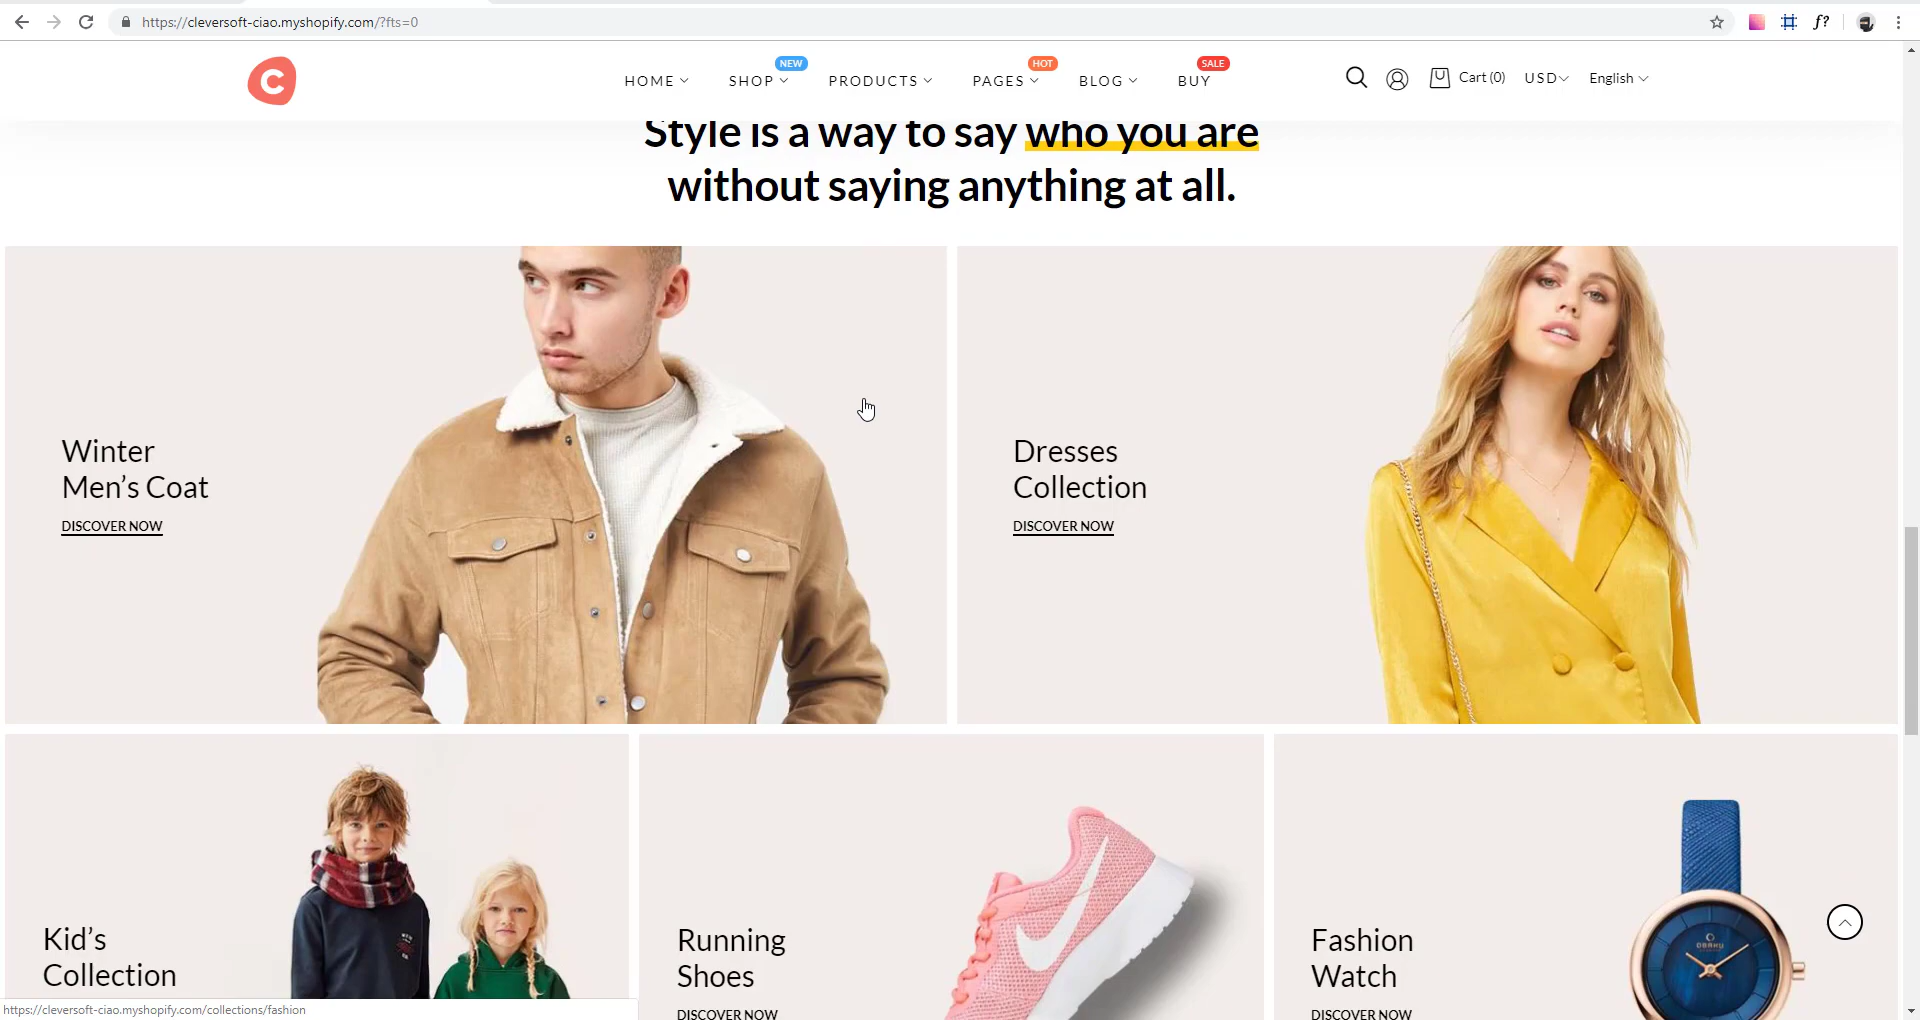 https://cleversoft-ciao.myshopify.com/?fts=0
f?
C
HOME
SHOP
NEW
PRODUCTS
PAGES
HOT
BLOG
BUY
SALE
Cart (0)
USD
English
Style is a way to say who you are
without saying anything at all.
Winter
Men’s Coat
DISCOVER NOW
Dresses
Collection
DISCOVER NOW
Kid’s
Collection
Running
Shoes
DISCOVER NOW
Fashion
Watch
DISCOVER NOW
OBAKU
https://cleversoft-ciao.myshopify.com/collections/fashion